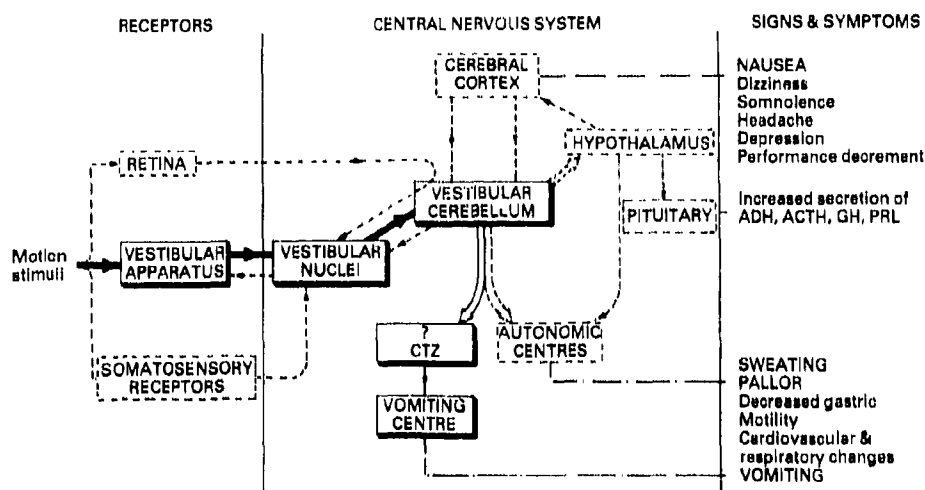 RECEPTORS
CENTRAL NERVOUS SYSTEM
SIGNS & SYMPTOMS
CEREBRAL
CORTEX
NAUSEA
Dizziness
Somnolence
Headache
Depression
Performance decrement
HYPOTHALAMUS
RETINA
VESTIBULAR
CEREBELLUM
PITUITARY
Increased secretion of
ADH, ACTH, GH, PRL
Motion
stimuli
VESTIBULAR
APPARATUS
VESTIBULAR
NUCLEI
?
CTZ
AUTONOMIC
CENTRES
SOMATOSENSORY
RECEPTORS
VOMITING
CENTRE
SWEATING
PALLOR
Decreased gastric
Motility
Cardiovascular &
respiratory changes
VOMITING